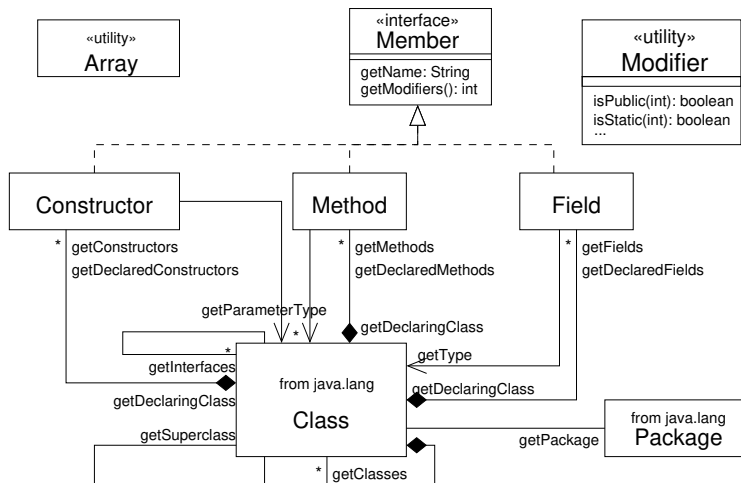 «utility»
Array
«interface»
Member
getName: String
getModifiers(): int
«utility»
Modifier
isPublic(int): boolean
isStatic(int): boolean
...
Constructor
Method
Field
* getConstructors
getDeclaredConstructors
* * getMethods
getDeclaredMethods
* getFields
getDeclaredFields
getParameterType
*
getDeclaringClass
*
getInterfaces
getType
getDeclaringClass
getDeclaringClass
from java.lang
Class
getSuperclass
* getClasses
getPackage
from java.lang
Package